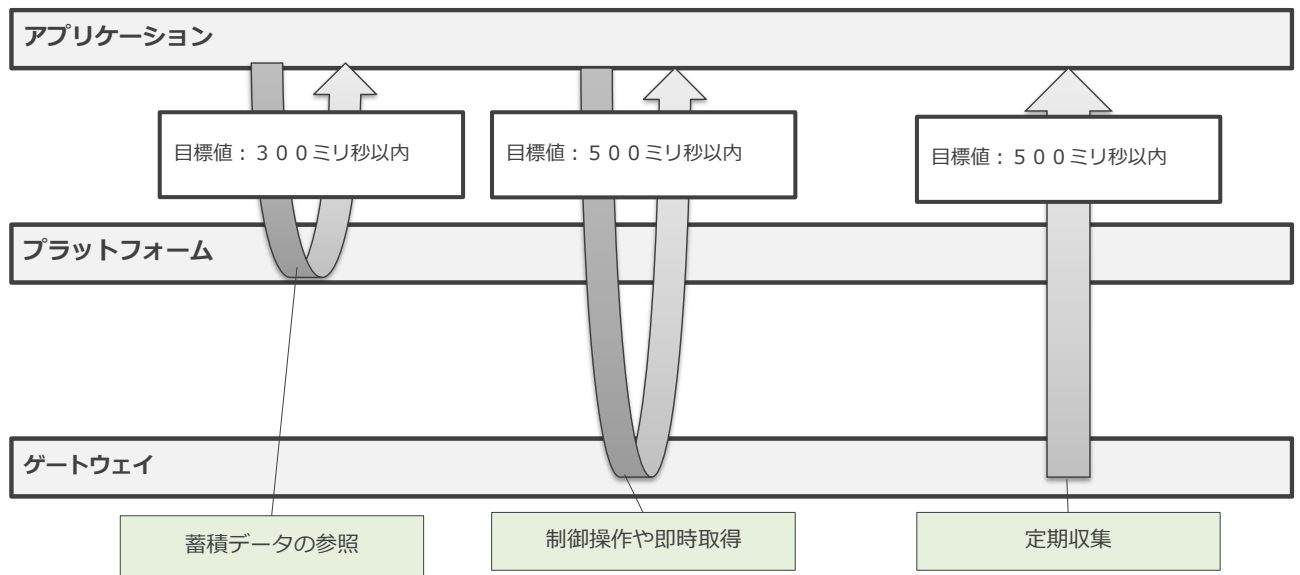 アプリケーション
目標値：３００ミリ秒以内
目標値：５００ミリ秒以内
目標値：５００ミリ秒以内
プラットフォーム
ゲートウェイ
蓄積データの参照
制御操作や即時取得
定期収集